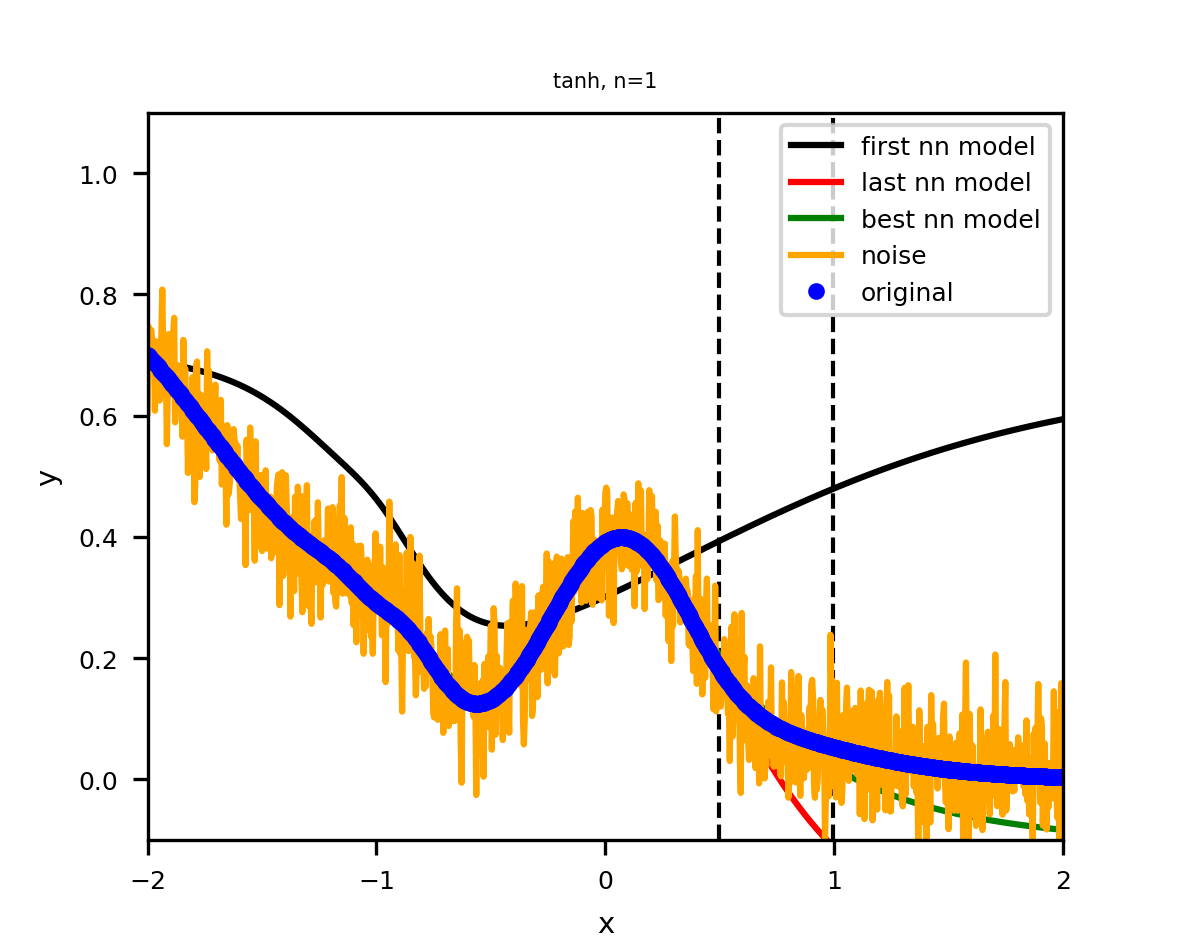 tanh, n=1
first nn model
last nn model
best nn model
noise
original
1.0
0.8
0.6
0.4
0.2
0.0
y
−2
−1
0
1
2
x